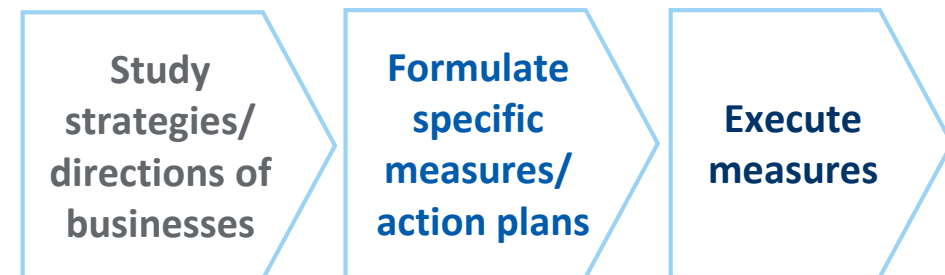 Study
strategies/
directions of
businesses
Formulate
specific
measures/
action plans
Execute
measures